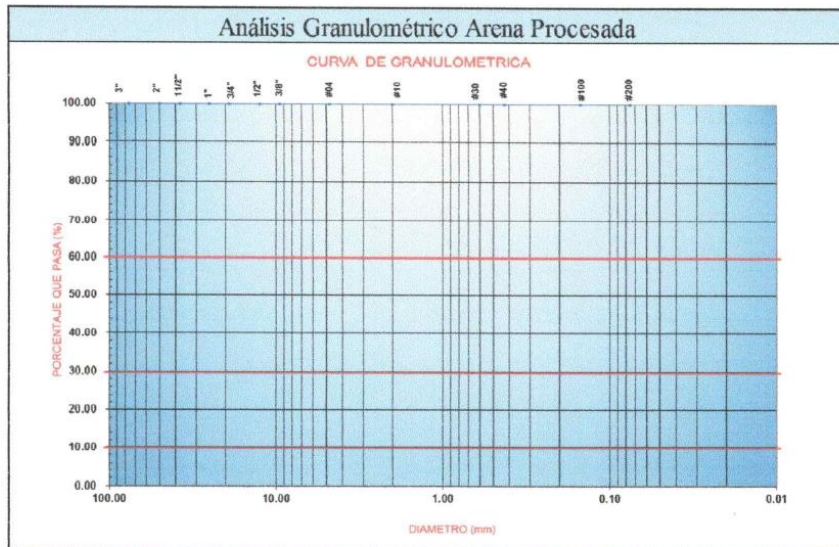 Análisis Granulométrico Arena Procesada
CURVA DE GRANULOMETRICA
3" 2" 1 1/2" 1" 3/4" 1/2" 3/8" #04 #10 #30 #40 #100 #200
100.00
90.00
80.00
70.00
60.00
50.00
40.00
30.00
20.00
10.00
0.00
PORCENTAJE QUE PASA (%)
100.00 10.00 1.00 0.10 0.01
DIAMETRO (mm)